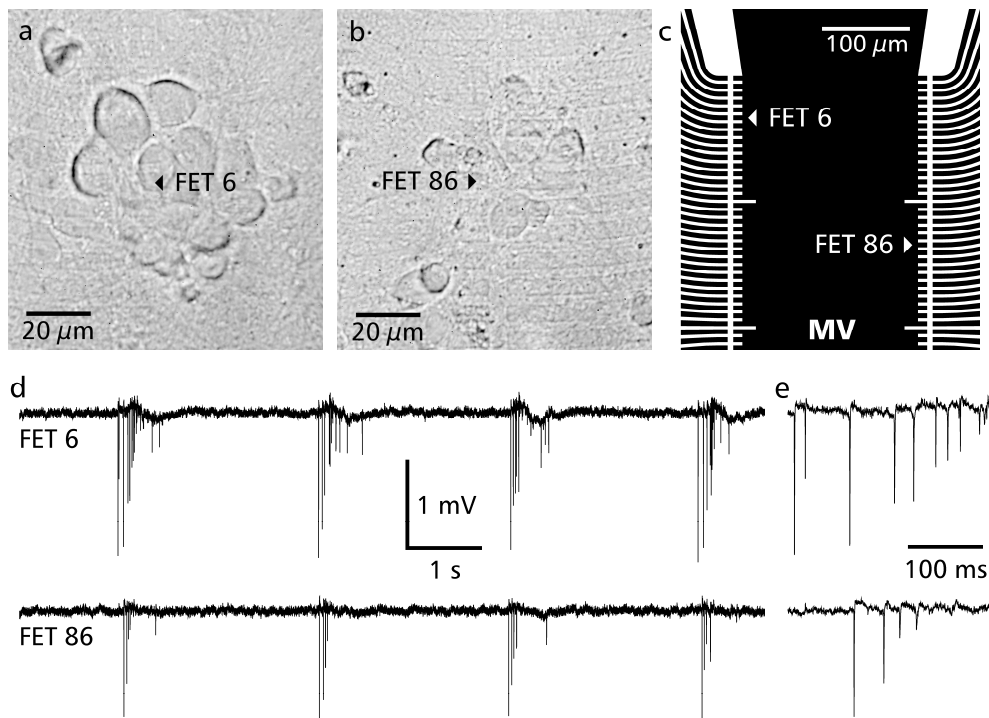 a
FET 6
20 µm
b
FET 86
20 µm
c
100 µm
FET 6
FET 86
MV
d
FET 6
1 mV
1 s
FET 86
e
100 ms